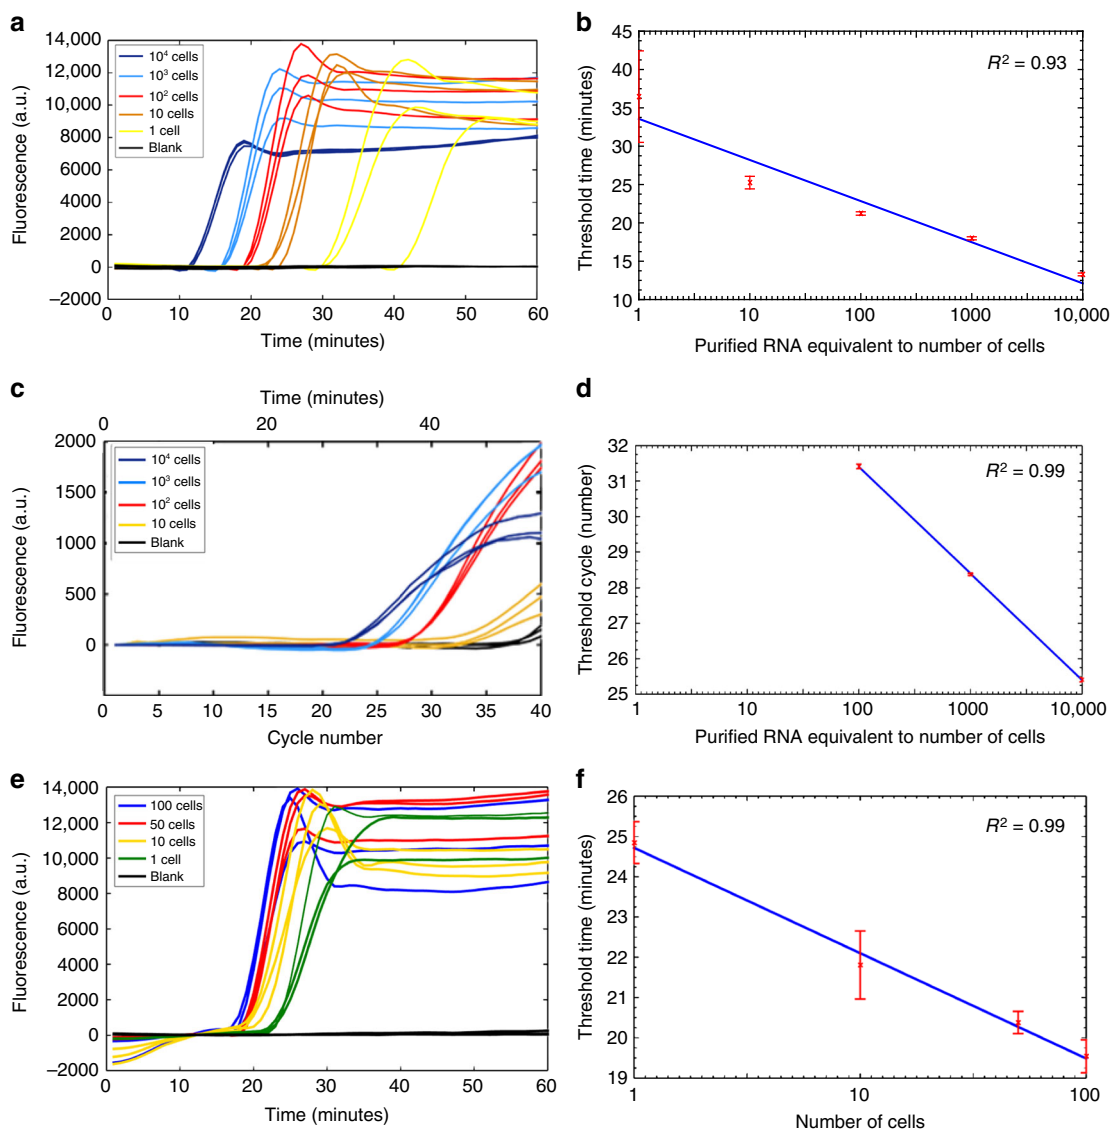 a
14,000
12,000
10,000
8000
6000
4000
2000
0
−2000
Fluorescence (a.u.)
10⁴ cells
10³ cells
10² cells
10 cells
1 cell
Blank
0 10 20 30 40 50 60
Time (minutes)
b
45
40
35
30
25
20
15
10
Threshold time (minutes)
R² = 0.93
1 10 100 1000 10,000
Purified RNA equivalent to number of cells
c
Time (minutes)
0 20 40
2000
1500
1000
500
0
Fluorescence (a.u.)
10⁴ cells
10³ cells
10² cells
10 cells
Blank
0 5 10 15 20 25 30 35 40
Cycle number
d
32
31
29
28
26
25
Threshold cycle (number)
R² = 0.99
1 10 100 1000 10,000
Purified RNA equivalent to number of cells
e
14,000
12,000
10,000
8000
6000
4000
2000
0
−2000
Fluorescence (a.u.)
100 cells
50 cells
10 cells
1 cell
Blank
0 10 20 30 40 50 60
Time (minutes)
f
26
25
24
23
22
21
20
19
Threshold time (minutes)
R² = 0.99
1 10 100
Number of cells